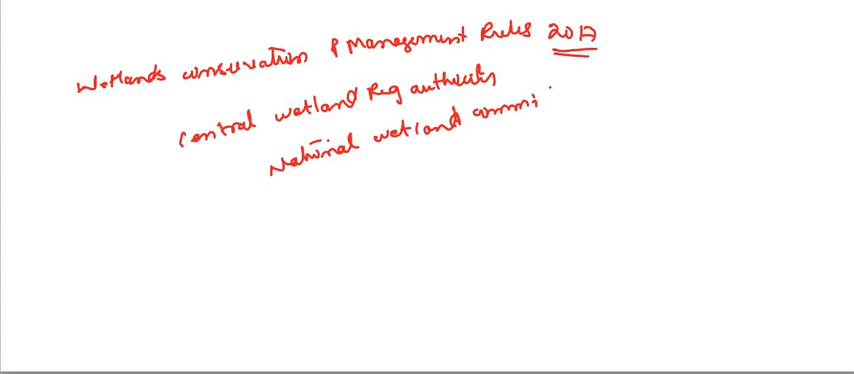 Wetlands conservation & Management Rules 2017
Central wetland Reg authority
National wetland commi.